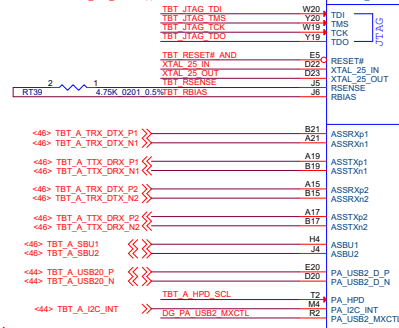 TBT_JTAG_TDI W20 TDI
TBT_JTAG_TMS Y20 TMS
TBT_JTAG_TCK W19 TCK
TBT_JTAG_TDO Y19 TDO
JTAG
TBT_RESET#_AND E5 RESET#
XTAL_25_IN D22 XTAL_25_IN
XTAL_25_OUT D23 XTAL_25_OUT
2 1 TBT_RSENSE J5 RSENSE
RT39 4.75K_0201_0.5% TBT_RBIAS J6 RBIAS
<46> TBT_A_TRX_DTX_P1 B21 ASSRXp1
<46> TBT_A_TRX_DTX_N1 A21 ASSRXn1
<46> TBT_A_TTX_DRX_P1 A19 ASSTXp1
<46> TBT_A_TTX_DRX_N1 B19 ASSTXn1
<46> TBT_A_TRX_DTX_P2 A15 ASSRXp2
<46> TBT_A_TRX_DTX_N2 B15 ASSRXn2
<46> TBT_A_TTX_DRX_P2 A17 ASSTXp2
<46> TBT_A_TTX_DRX_N2 B17 ASSTXn2
<46> TBT_A_SBU1 H4 ASBU1
<46> TBT_A_SBU2 J4 ASBU2
<44> TBT_A_USB20_P E20 PA_USB2_D_P
<44> TBT_A_USB20_N D20 PA_USB2_D_N
TBT_A_HPD_SCL T2 PA_HPD
<44> TBT_A_I2C_INT M4 PA_I2C_INT
DG_PA_USB2_MXCTL R2 PA_USB2_MXCTL